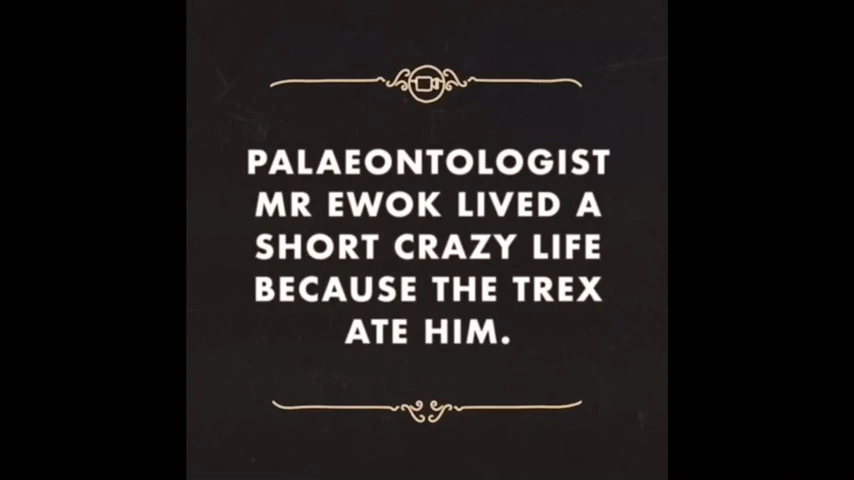 PALAEONTOLOGIST
MR EWOK LIVED A
SHORT CRAZY LIFE
BECAUSE THE TREX
ATE HIM.